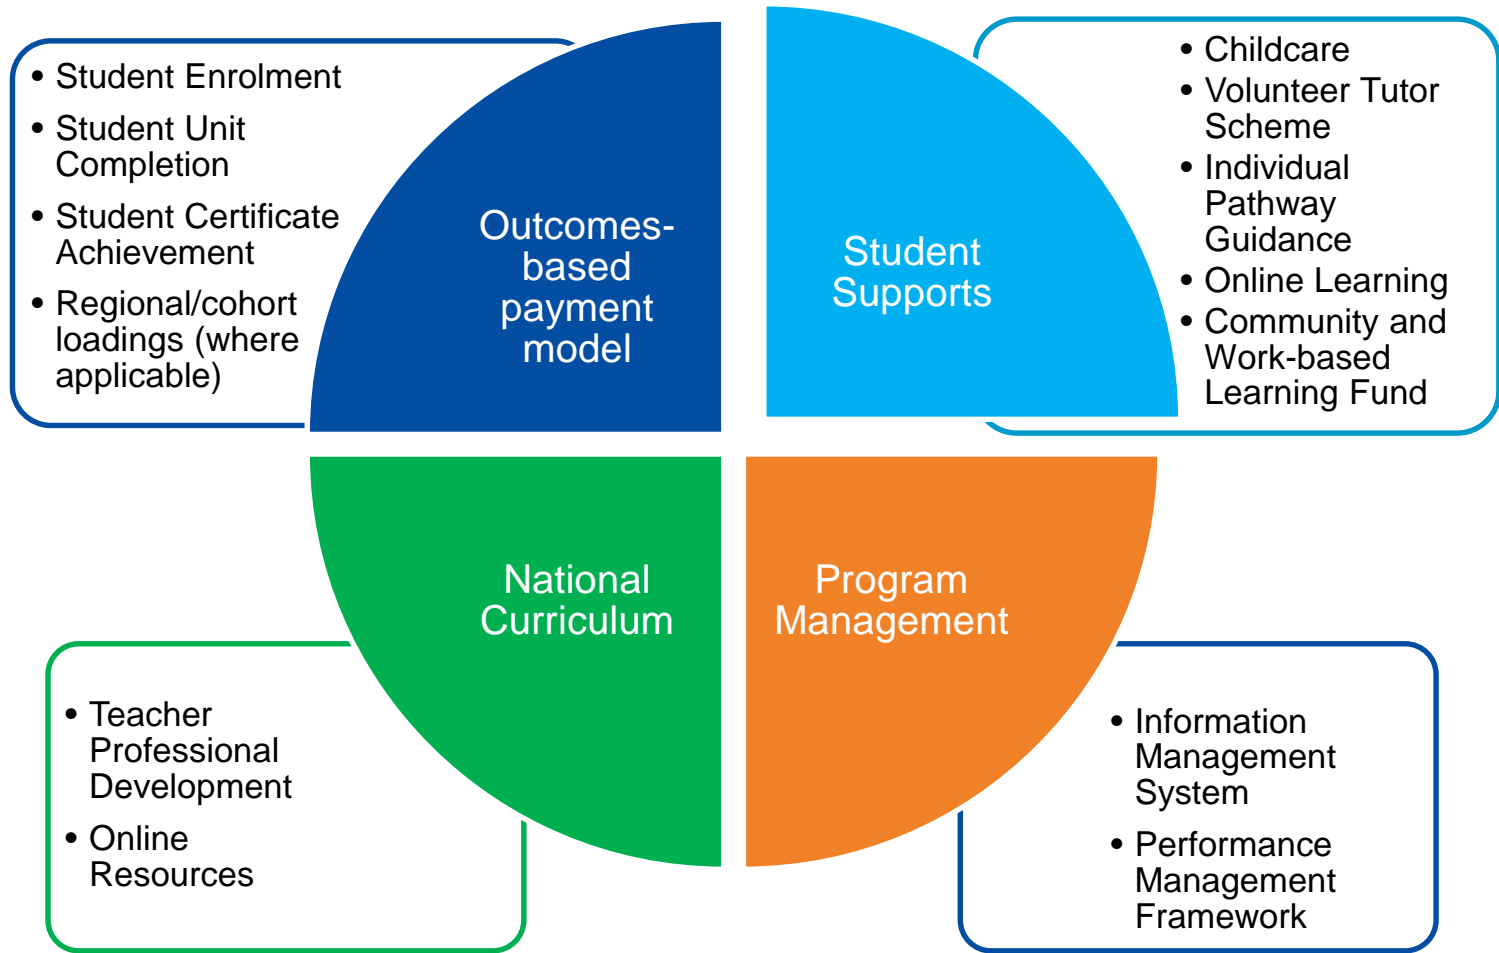 • Student Enrolment
• Student Unit
Completion
• Student Certificate
Achievement
• Regional/cohort
loadings (where
applicable)
Outcomes-
based
payment
model
Student
Supports
• Childcare
• Volunteer Tutor
Scheme
• Individual
Pathway
Guidance
• Online Learning
• Community and
Work-based
Learning Fund
National
Curriculum
Program
Management
• Teacher
Professional
Development
• Online
Resources
• Information
Management
System
• Performance
Management
Framework